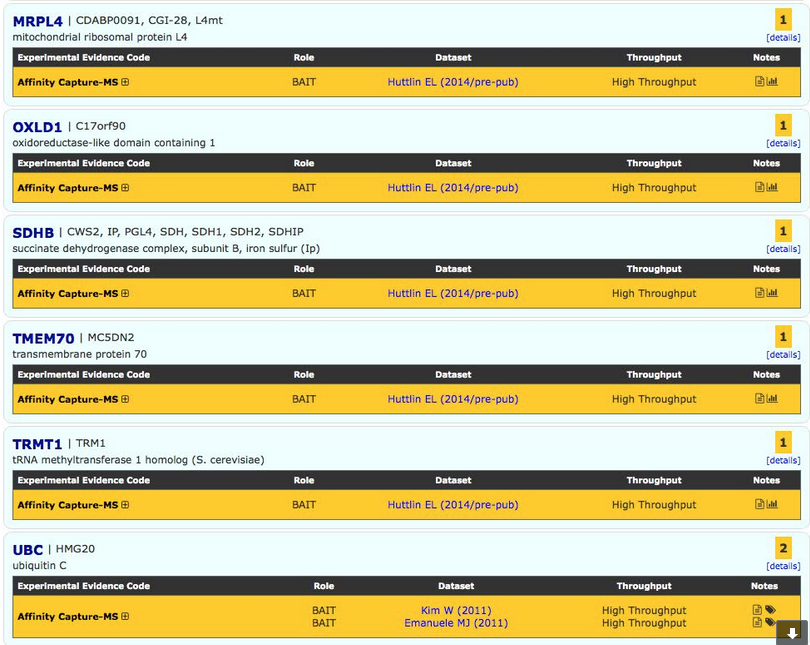 MRPL4 | CDABP0091, CGI-28, L4mt 1
mitochondrial ribosomal protein L4 [details]
Experimental Evidence Code Role Dataset Throughput Notes
Affinity Capture-MS BAIT Huttlin EL (2014/pre-pub) High Throughput
OXLD1 | C17orf90 1
oxidoreductase-like domain containing 1 [details]
Experimental Evidence Code Role Dataset Throughput Notes
Affinity Capture-MS BAIT Huttlin EL (2014/pre-pub) High Throughput
SDHB | CWS2, IP, PGL4, SDH, SDH1, SDH2, SDHIP 1
succinate dehydrogenase complex, subunit B, iron sulfur (Ip) [details]
Experimental Evidence Code Role Dataset Throughput Notes
Affinity Capture-MS BAIT Huttlin EL (2014/pre-pub) High Throughput
TMEM70 | MC5DN2 1
transmembrane protein 70 [details]
Experimental Evidence Code Role Dataset Throughput Notes
Affinity Capture-MS BAIT Huttlin EL (2014/pre-pub) High Throughput
TRMT1 | TRM1 1
tRNA methyltransferase 1 homolog (S. cerevisiae) [details]
Experimental Evidence Code Role Dataset Throughput Notes
Affinity Capture-MS BAIT Huttlin EL (2014/pre-pub) High Throughput
UBC | HMG20 2
ubiquitin C [details]
Experimental Evidence Code Role Dataset Throughput Notes
Affinity Capture-MS BAIT Kim W (2011) High Throughput
BAIT Emanuele MJ (2011) High Throughput